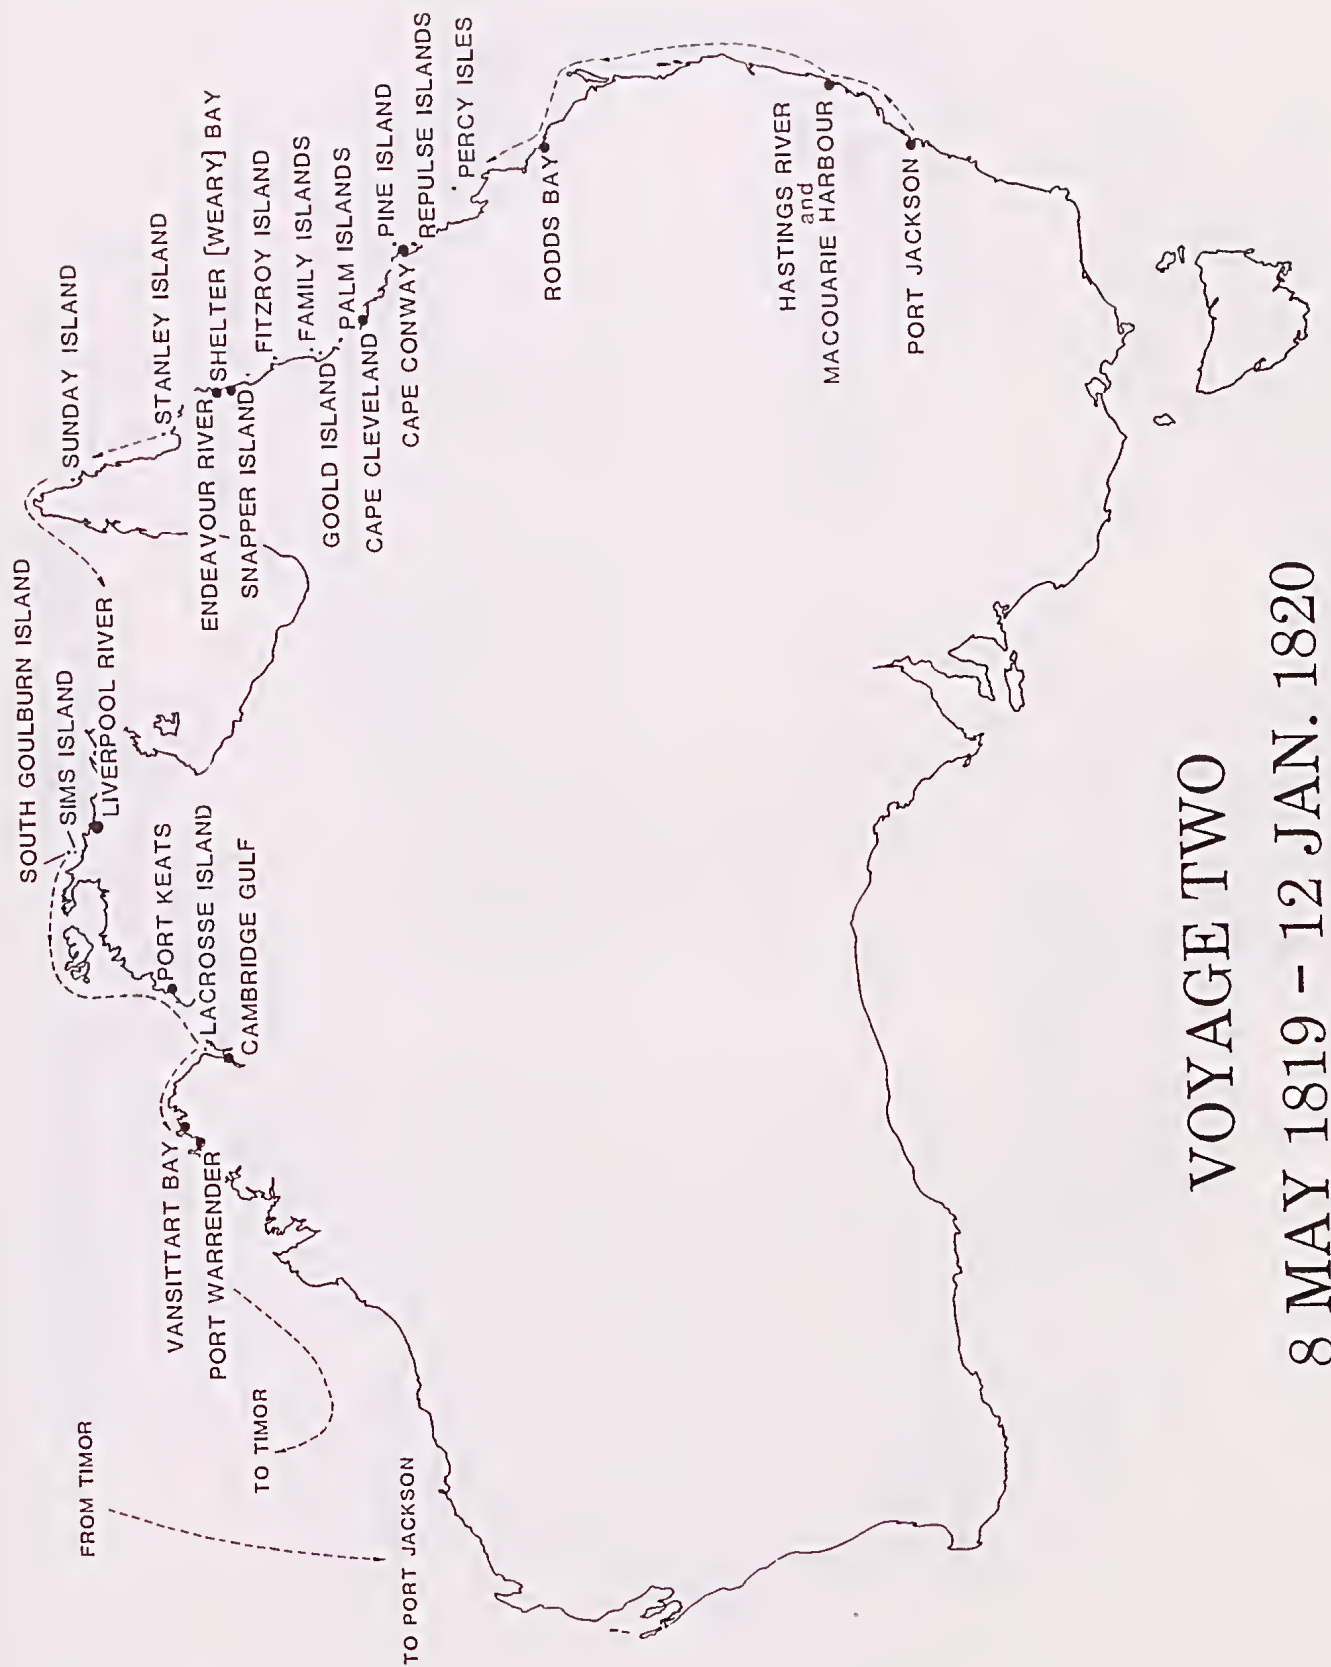 FROM TIMOR
TO TIMOR
TO PORT JACKSON
VANSITTART BAY
PORT WARRENDER
SOUTH GOULBURN ISLAND
SIMS ISLAND
LIVERPOOL RIVER
PORT KEATS
LACROSSE ISLAND
CAMBRIDGE GULF
SUNDAY ISLAND
STANLEY ISLAND
ENDEAVOUR RIVER
SHELTER [WEARY] BAY
SNAPPER ISLAND
FITZROY ISLAND
FAMILY ISLANDS
GOOLD ISLAND
PALM ISLANDS
CAPE CLEVELAND
PINE ISLAND
CAPE CONWAY
REPULSE ISLANDS
PERCY ISLES
RODDS BAY
HASTINGS RIVER
and
MACOUARIE HARBOUR
PORT JACKSON
VOYAGE TWO
8 MAY 1819 – 12 JAN. 1820